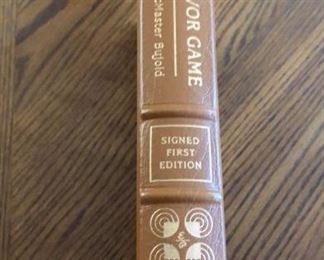 VOR GAME
cMaster Bujold
SIGNED
FIRST
EDITION